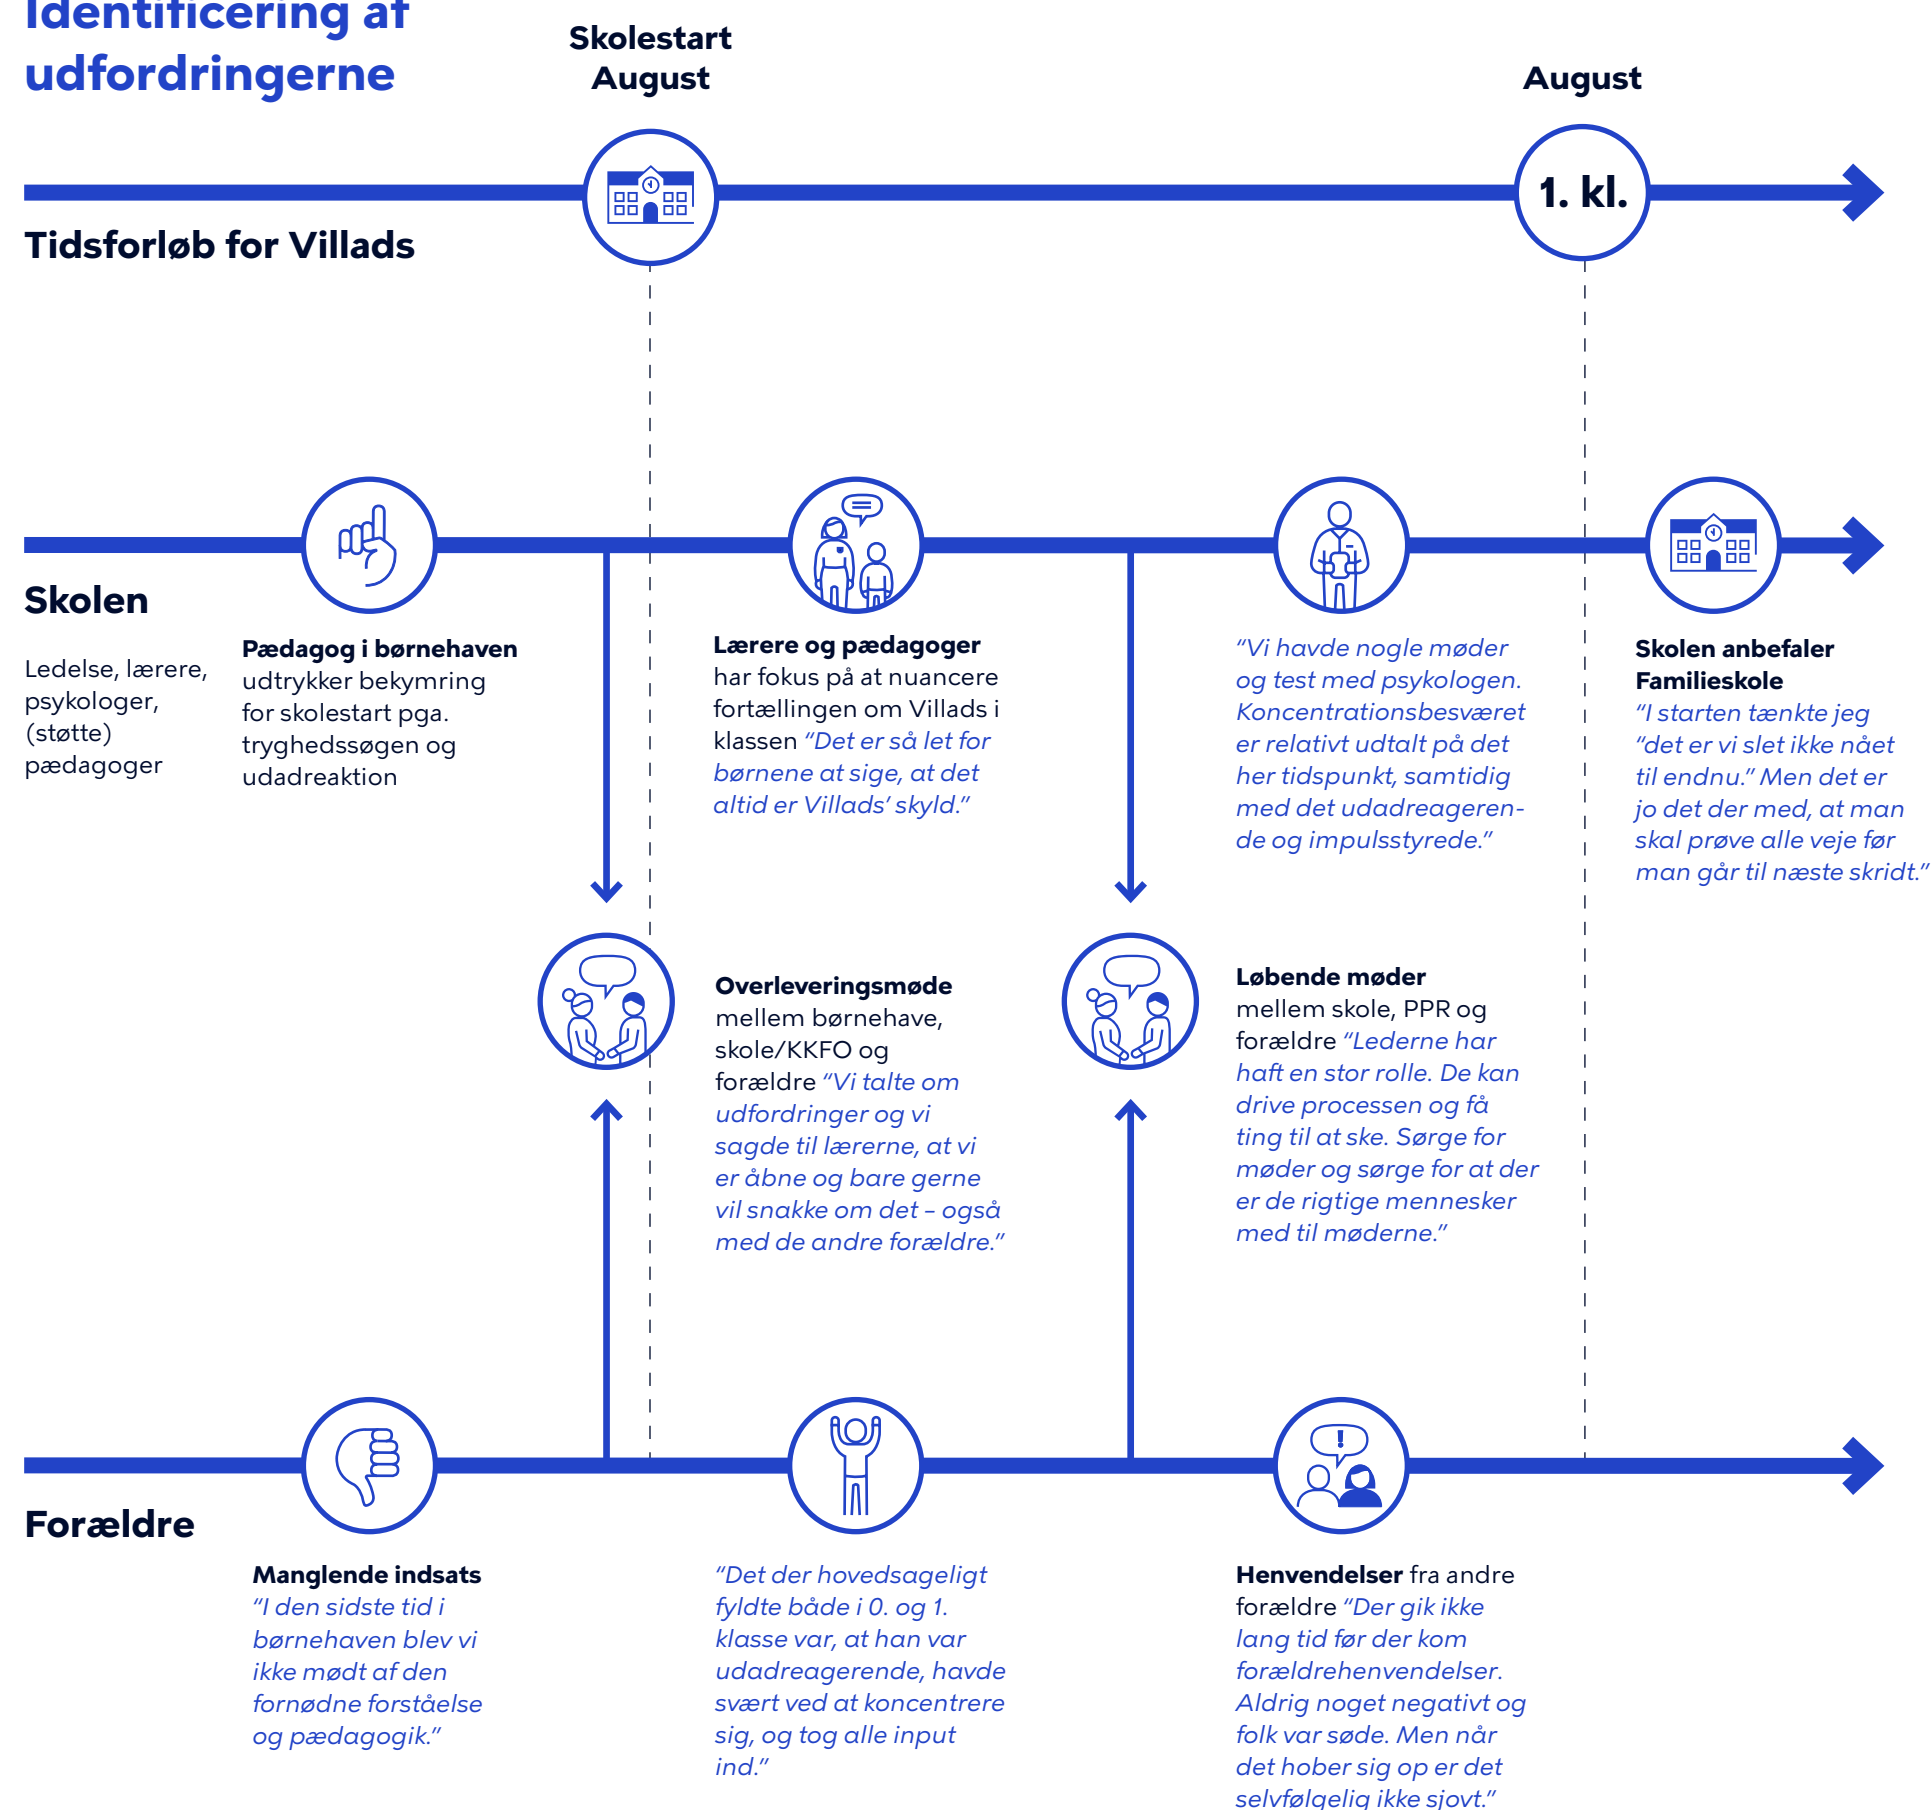 Identificering af
udfordringerne
Skolestart
August
August
1. kl.
Tidsforløb for Villads
Skolen
Ledelse, lærere,
psykologer,
(støtte)
pædagoger
Pædagog i børnehaven
udtrykker bekymring
for skolestart pga.
tryghedssøgen og
udadreaktion
Lærere og pædagoger
har fokus på at nuancere
fortællingen om Villads i
klassen “Det er så let for
børnene at sige, at det
altid er Villads’ skyld.”
“Vi havde nogle møder
og test med psykologen.
Koncentrationsbesværet
er relativt udtalt på det
her tidspunkt, samtidig
med det udadreageren-
de og impulsstyrede.”
Skolen anbefaler
Familieskole
“I starten tænkte jeg
“det er vi slet ikke nået
til endnu.” Men det er
jo det der med, at man
skal prøve alle veje før
man går til næste skridt.”
Overleveringsmøde
mellem børnehave,
skole/KKFO og
forældre “Vi talte om
udfordringer og vi
sagde til lærerne, at vi
er åbne og bare gerne
vil snakke om det – også
med de andre forældre.”
Løbende møder
mellem skole, PPR og
forældre “Lederne har
haft en stor rolle. De kan
drive processen og få
ting til at ske. Sørge for
møder og sørge for at der
er de rigtige mennesker
med til møderne.”
Forældre
Manglende indsats
“I den sidste tid i
børnehaven blev vi
ikke mødt af den
fornødne forståelse
og pædagogik.”
“Det der hovedsageligt
fyldte både i 0. og 1.
klasse var, at han var
udadreagerende, havde
svært ved at koncentrere
sig, og tog alle input
ind.”
Henvendelser fra andre
forældre “Der gik ikke
lang tid før der kom
forældrehenvendelser.
Aldrig noget negativt og
folk var søde. Men når
det hober sig op er det
selvfølgelig ikke sjovt.”